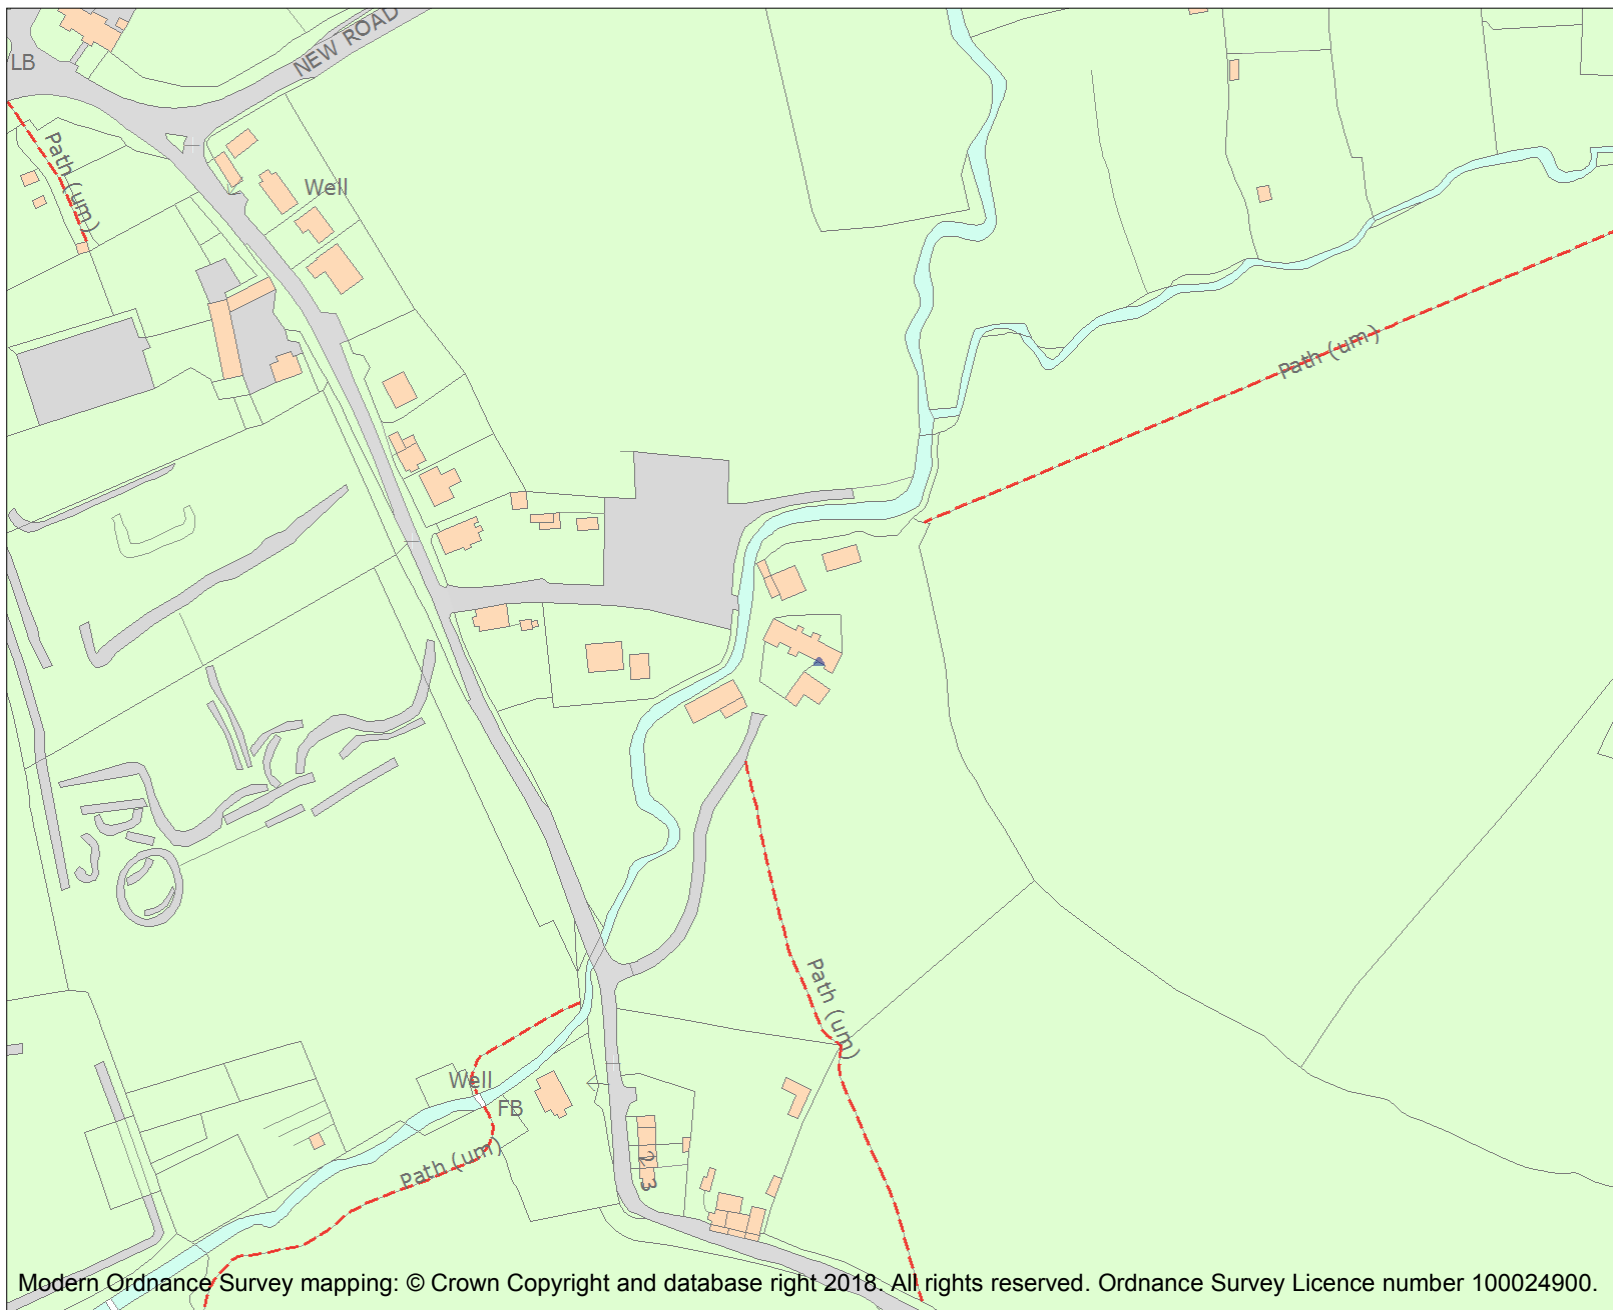 NEW ROAD
LB
Path (um)
Well
Path (um)
Path (um)
Well
FB
Path (um)
2
3
Modern Ordnance Survey mapping: © Crown Copyright and database right 2018. All rights reserved. Ordnance Survey Licence number 100024900.